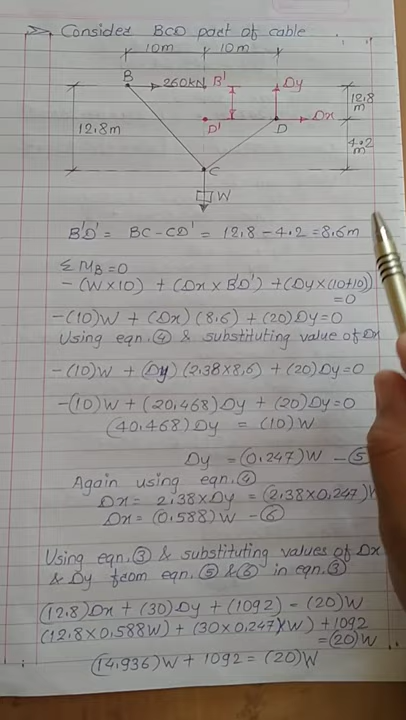 Consider BCD part of cable
10m 10m
B 260kN B' Dy
12.8m D' D Dx 12.8 m
4.2 m
C
W
B'D' = BC - CD' = 12.8 - 4.2 = 8.6m
ΣMB = 0
- (W×10) + (Dx × B'D') + (Dy×(10+10)) = 0
-(10)W + (Dx)(8.6) + (20)Dy = 0
Using eqn. ④ & substituting value of Dx
-(10)W + (Dy)(2.38×8.6) + (20)Dy = 0
-(10)W + (20.468)Dy + (20)Dy = 0
(40.468)Dy = (10)W
Dy = (0.247)W - ⑤
Again using eqn. ④
Dx = 2.38×Dy = (2.38×0.247)W
Dx = (0.588)W - ⑥
Using eqn. ③ & substituting values of Dx
& Dy from eqn. ⑤ & ⑥ in eqn. ③
(12.8)Dx + (30)Dy + (1092) - (20)W
(12.8×0.588W) + (30×0.247)(W) + 1092
= (20)W
(14.936)W + 1092 = (20)W